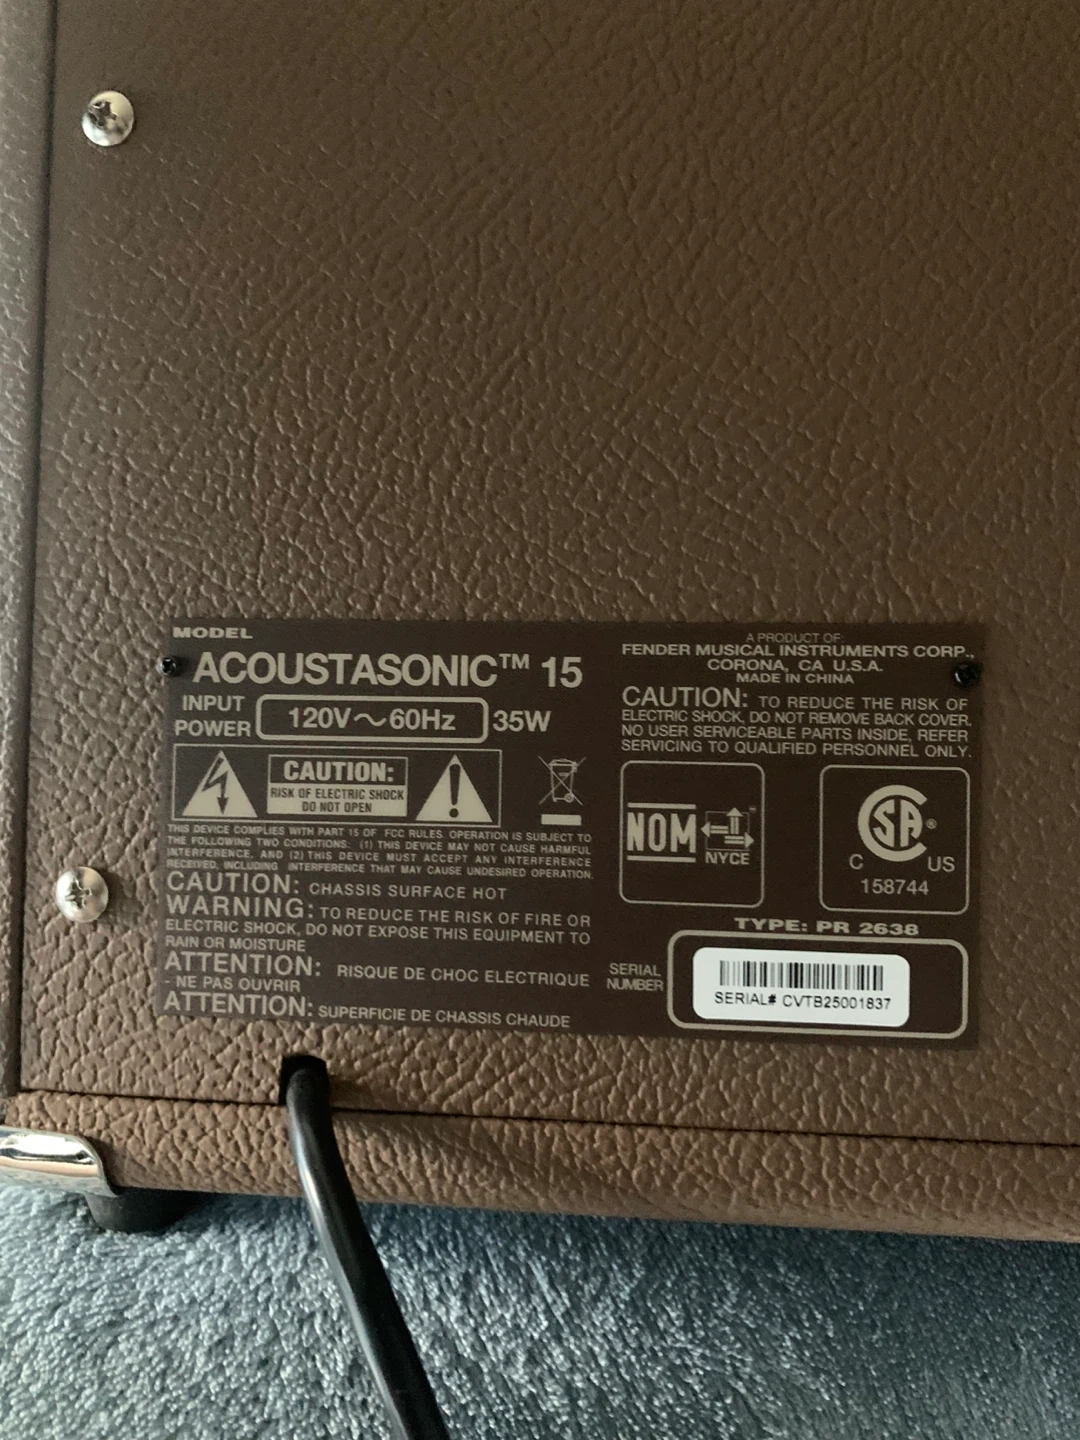 MODEL
ACOUSTASONIC™ 15
INPUT
POWER
120V～60Hz
35W
CAUTION:
RISK OF ELECTRIC SHOCK
DO NOT OPEN
THIS DEVICE COMPLIES WITH PART 15 OF FCC RULES. OPERATION IS SUBJECT TO
THE FOLLOWING TWO CONDITIONS: (1) THIS DEVICE MAY NOT CAUSE HARMFUL
INTERFERENCE, AND (2) THIS DEVICE MUST ACCEPT ANY INTERFERENCE
RECEIVED, INCLUDING INTERFERENCE THAT MAY CAUSE UNDESIRED OPERATION.
CAUTION: CHASSIS SURFACE HOT
WARNING: TO REDUCE THE RISK OF FIRE OR
ELECTRIC SHOCK, DO NOT EXPOSE THIS EQUIPMENT TO
RAIN OR MOISTURE
ATTENTION: RISQUE DE CHOC ELECTRIQUE
- NE PAS OUVRIR
ATTENTION: SUPERFICIE DE CHASSIS CHAUDE
A PRODUCT OF:
FENDER MUSICAL INSTRUMENTS CORP.,
CORONA, CA U.S.A.
MADE IN CHINA
CAUTION: TO REDUCE THE RISK OF
ELECTRIC SHOCK, DO NOT REMOVE BACK COVER.
NO USER SERVICEABLE PARTS INSIDE, REFER
SERVICING TO QUALIFIED PERSONNEL ONLY.
NOM
NYCE
SA®
C US
158744
TYPE: PR 2638
SERIAL
NUMBER
SERIAL# CVTB25001837